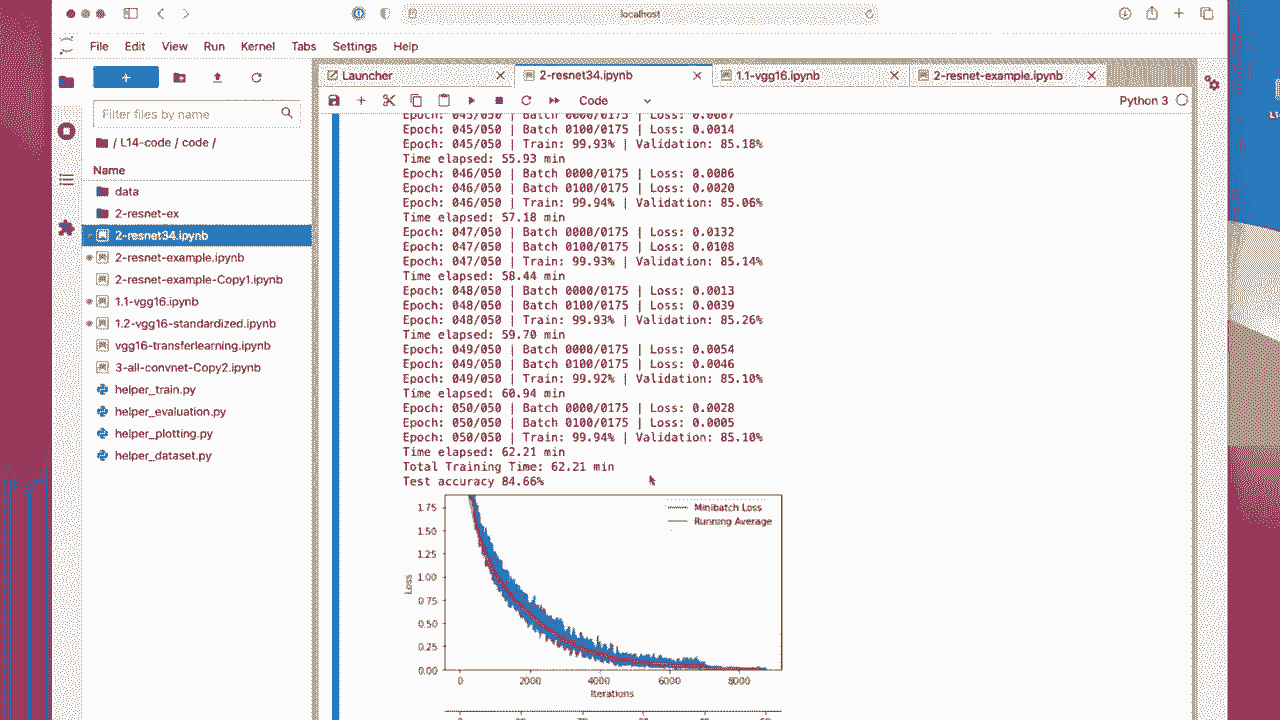 localhost
File Edit View Run Kernel Tabs Settings Help
Launcher
2-resnet34.ipynb
1.1-vgg16.ipynb
2-resnet-example.ipynb
Code
Python 3
Filter files by name
/ L14-code / code /
Name
data
2-resnet-ex
2-resnet34.ipynb
2-resnet-example.ipynb
2-resnet-example-Copy1.ipynb
1.1-vgg16.ipynb
1.2-vgg16-standardized.ipynb
vgg16-transferlearning.ipynb
3-all-convnet-Copy2.ipynb
helper_train.py
helper_evaluation.py
helper_plotting.py
helper_dataset.py
Epoch: 045/050 | Batch 0000/0175 | Loss: 0.0087
Epoch: 045/050 | Batch 0100/0175 | Loss: 0.0014
Epoch: 045/050 | Train: 99.93% | Validation: 85.18%
Time elapsed: 55.93 min
Epoch: 046/050 | Batch 0000/0175 | Loss: 0.0086
Epoch: 046/050 | Batch 0100/0175 | Loss: 0.0020
Epoch: 046/050 | Train: 99.94% | Validation: 85.06%
Time elapsed: 57.18 min
Epoch: 047/050 | Batch 0000/0175 | Loss: 0.0132
Epoch: 047/050 | Batch 0100/0175 | Loss: 0.0108
Epoch: 047/050 | Train: 99.93% | Validation: 85.14%
Time elapsed: 58.44 min
Epoch: 048/050 | Batch 0000/0175 | Loss: 0.0013
Epoch: 048/050 | Batch 0100/0175 | Loss: 0.0039
Epoch: 048/050 | Train: 99.93% | Validation: 85.26%
Time elapsed: 59.70 min
Epoch: 049/050 | Batch 0000/0175 | Loss: 0.0054
Epoch: 049/050 | Batch 0100/0175 | Loss: 0.0046
Epoch: 049/050 | Train: 99.92% | Validation: 85.10%
Time elapsed: 60.94 min
Epoch: 050/050 | Batch 0000/0175 | Loss: 0.0028
Epoch: 050/050 | Batch 0100/0175 | Loss: 0.0005
Epoch: 050/050 | Train: 99.94% | Validation: 85.10%
Time elapsed: 62.21 min
Total Training Time: 62.21 min
Test accuracy 84.66%
Minibatch Loss
Running Average
1.75
1.50
1.25
1.00
0.75
0.50
0.25
0.00
Loss
0 2000 4000 6000 8000
Iterations